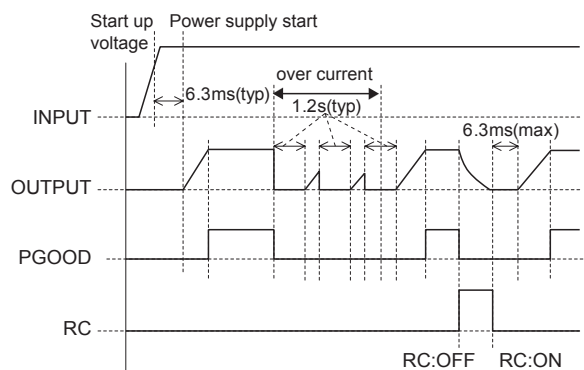 Start up
voltage
Power supply start
6.3ms(typ)
over current
1.2s(typ)
INPUT
6.3ms(max)
OUTPUT
PGOOD
RC
RC:OFF
RC:ON